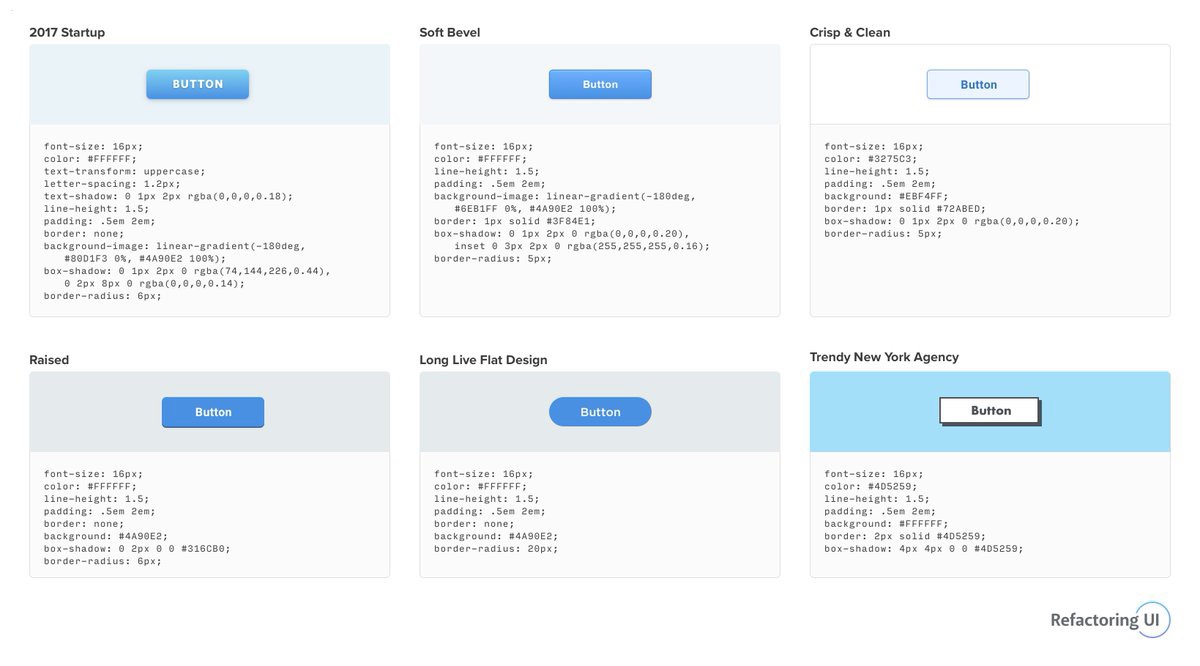 2017 Startup
BUTTON
font-size: 16px;
color: #FFFFFF;
text-transform: uppercase;
letter-spacing: 1.2px;
text-shadow: 0 1px 2px rgba(0,0,0,0.18);
line-height: 1.5;
padding: .5em 2em;
border: none;
background-image: linear-gradient(-180deg,
#80D1F3 0%, #4A90E2 100%);
box-shadow: 0 1px 2px 0 rgba(74,144,226,0.44),
0 2px 8px 0 rgba(0,0,0,0.14);
border-radius: 6px;
Soft Bevel
Button
font-size: 16px;
color: #FFFFFF;
line-height: 1.5;
padding: .5em 2em;
background-image: linear-gradient(-180deg,
#6EB1FF 0%, #4A90E2 100%);
border: 1px solid #3F84E1;
box-shadow: 0 1px 2px 0 rgba(0,0,0,0.20),
inset 0 3px 2px 0 rgba(255,255,255,0.16);
border-radius: 5px;
Crisp & Clean
Button
font-size: 16px;
color: #3275C3;
line-height: 1.5;
padding: .5em 2em;
background: #EBF4FF;
border: 1px solid #72ABED;
box-shadow: 0 1px 2px 0 rgba(0,0,0,0.20);
border-radius: 5px;
Raised
Button
font-size: 16px;
color: #FFFFFF;
line-height: 1.5;
padding: .5em 2em;
border: none;
background: #4A90E2;
box-shadow: 0 2px 0 0 #316CB0;
border-radius: 6px;
Long Live Flat Design
Button
font-size: 16px;
color: #FFFFFF;
line-height: 1.5;
padding: .5em 2em;
border: none;
background: #4A90E2;
border-radius: 20px;
Trendy New York Agency
Button
font-size: 16px;
color: #4D5259;
line-height: 1.5;
padding: .5em 2em;
background: #FFFFFF;
border: 2px solid #4D5259;
box-shadow: 4px 4px 0 0 #4D5259;
Refactoring UI